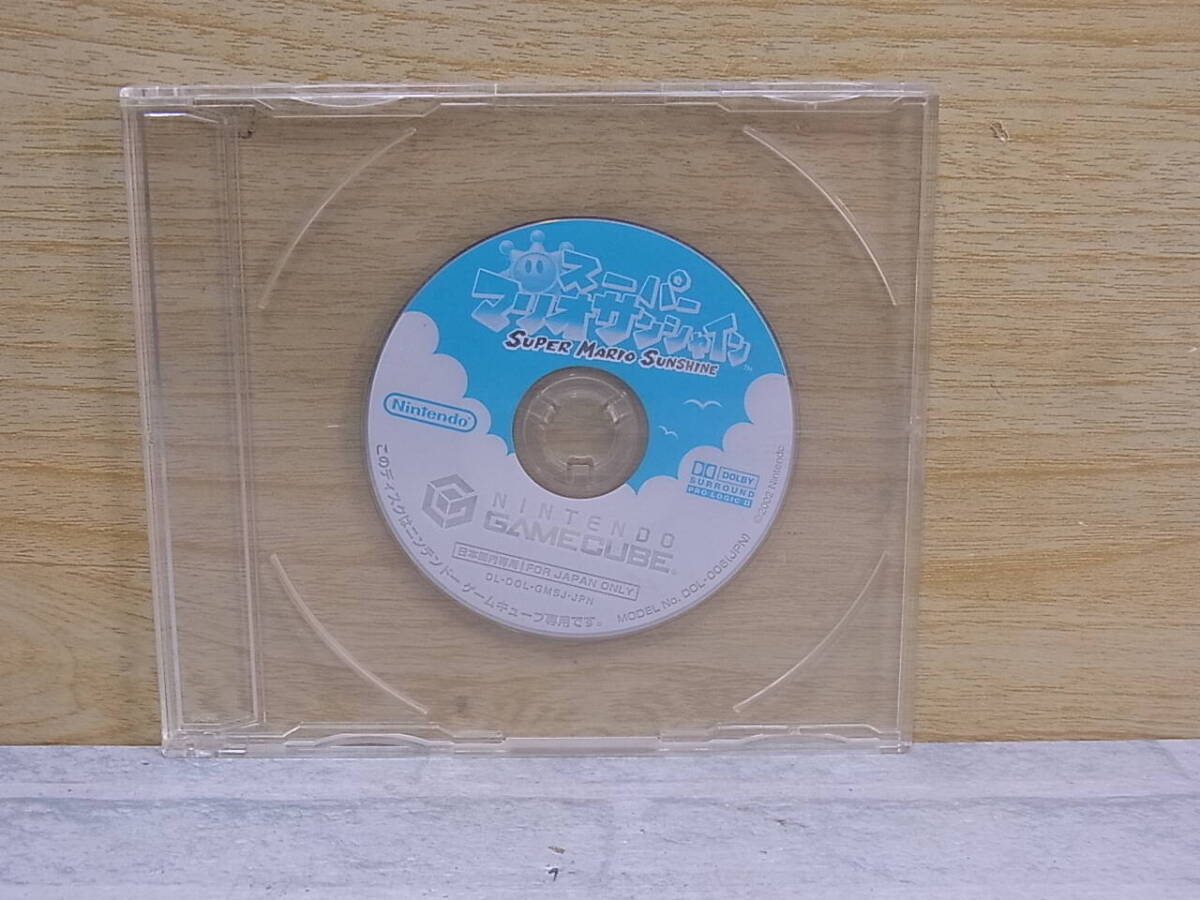 スーパー
マリオサンシャイン
TM
SUPER MARIO SUNSHINE
Nintendo
DOLBY
SURROUND
PRO LOGIC II
NINTENDO
GAMECUBE®
日本国内専用 FOR JAPAN ONLY
DL-DOL-GMSJ-JPN
このディスクはニンテンドー ゲームキューブ専用です。
MODEL No. DOL-006(JPN)
©2002 Nintendo